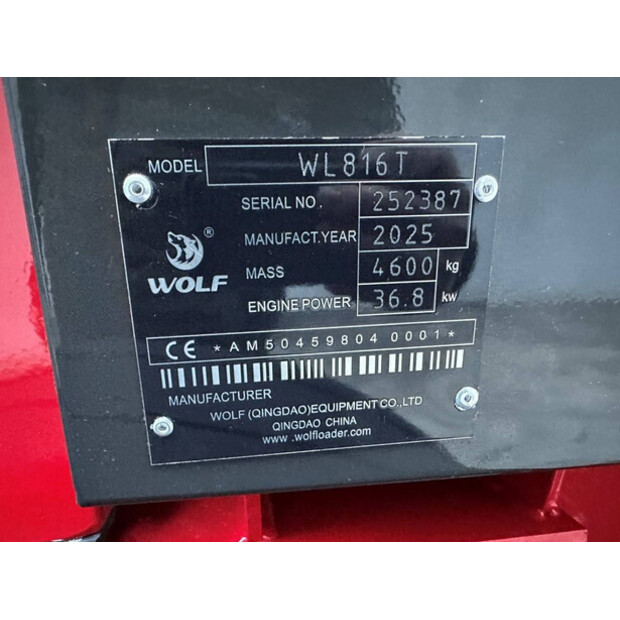 MODEL WL816T
SERIAL NO. 252387
MANUFACT.YEAR 2025
MASS 4600 kg
ENGINE POWER 36.8 kw
® WOLF
CE *AM50459804 0001*
MANUFACTURER
WOLF (QINGDAO)EQUIPMENT CO.,LTD
QINGDAO CHINA
www .wolfloader.com